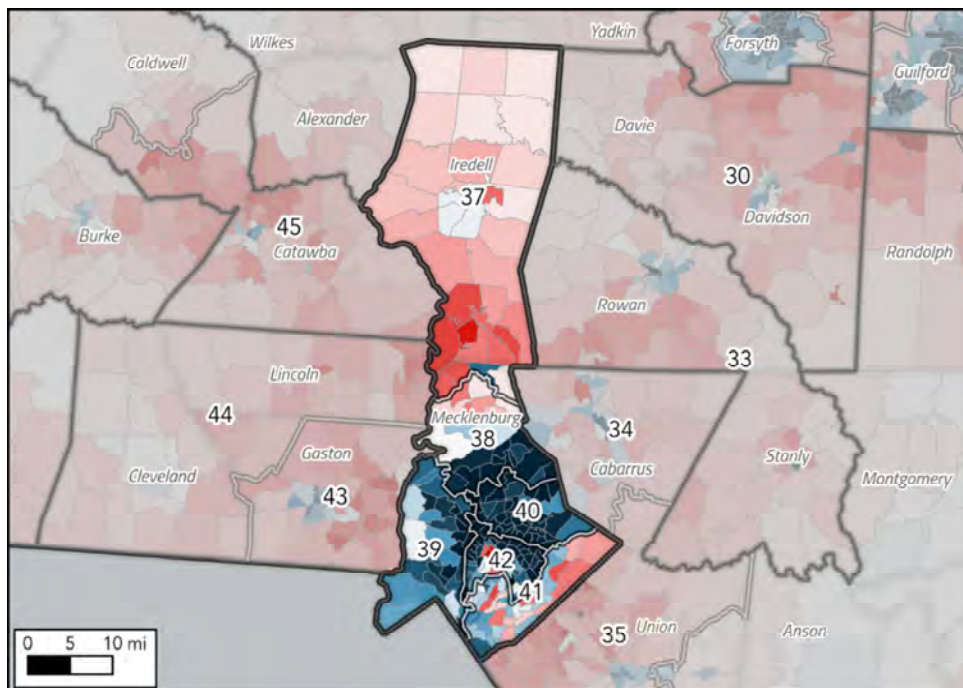 Wilkes
Yadkin
Forsyth
Caldwell
Guilford
Alexander
Davie
Iredell
30
37
Davidson
45
Burke
Catawba
Randolph
Rowan
33
Lincoln
44
Mecklenburg
38
34
Gaston
Stanly
Cleveland
Cabarrus
Montgomery
43
40
39
42
41
35
Union
Anson
0 5 10 mi